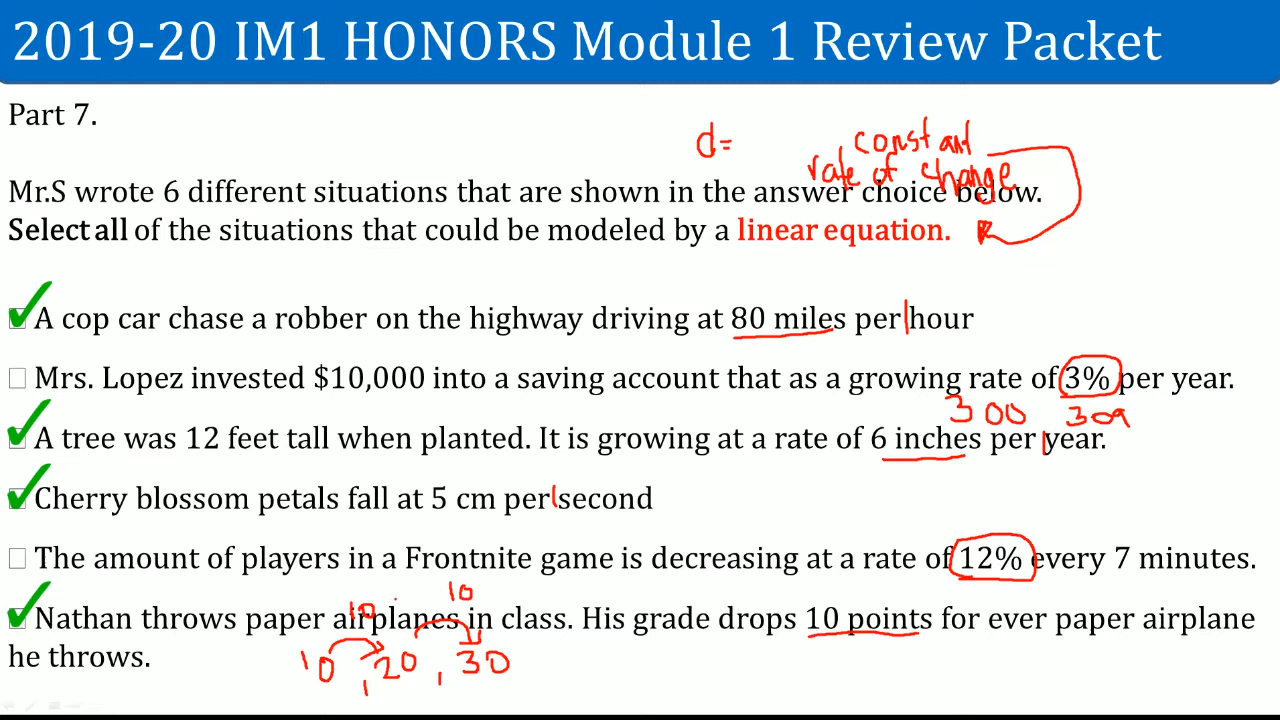 2019-20 IM1 HONORS Module 1 Review Packet
Part 7.
d=
constant
rate of change
Mr.S wrote 6 different situations that are shown in the answer choice below.
Select all of the situations that could be modeled by a linear equation.
A cop car chase a robber on the highway driving at 80 miles per hour
Mrs. Lopez invested $10,000 into a saving account that as a growing rate of 3% per year.
300 309
A tree was 12 feet tall when planted. It is growing at a rate of 6 inches per year.
Cherry blossom petals fall at 5 cm per second
The amount of players in a Frontnite game is decreasing at a rate of 12% every 7 minutes.
10 10
Nathan throws paper airplanes in class. His grade drops 10 points for ever paper airplane
he throws.
10, 20, 30